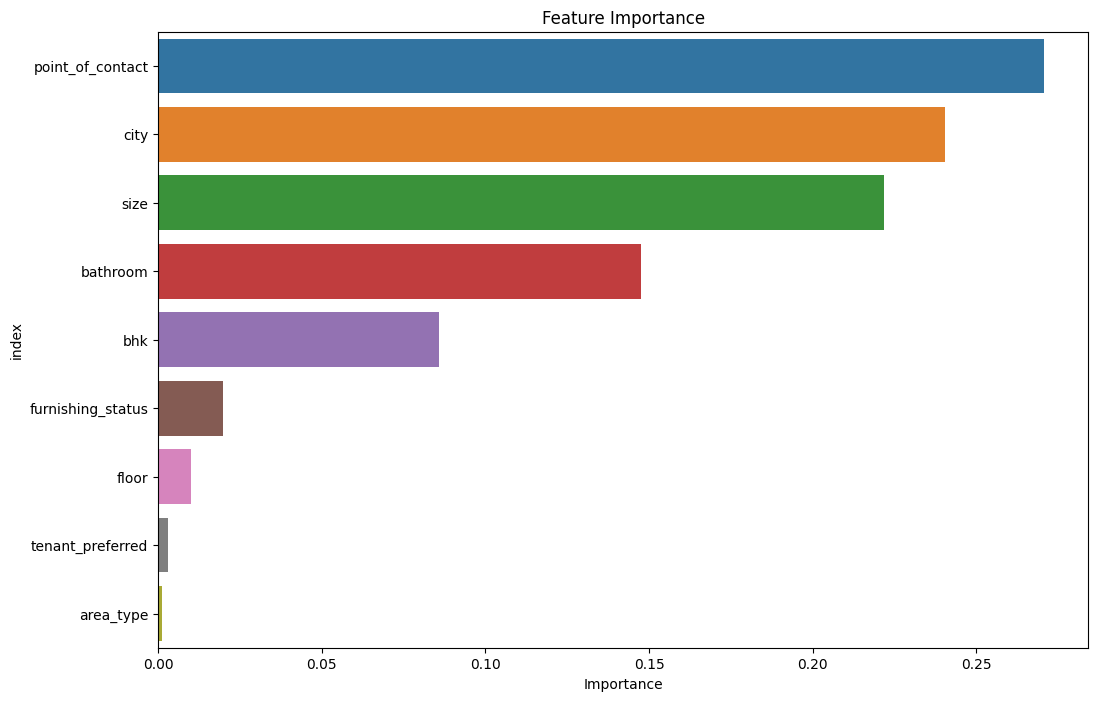 Feature Importance
point_of_contact
city
size
bathroom
bhk
furnishing_status
floor
tenant_preferred
area_type
index
0.00 0.05 0.10 0.15 0.20 0.25
Importance